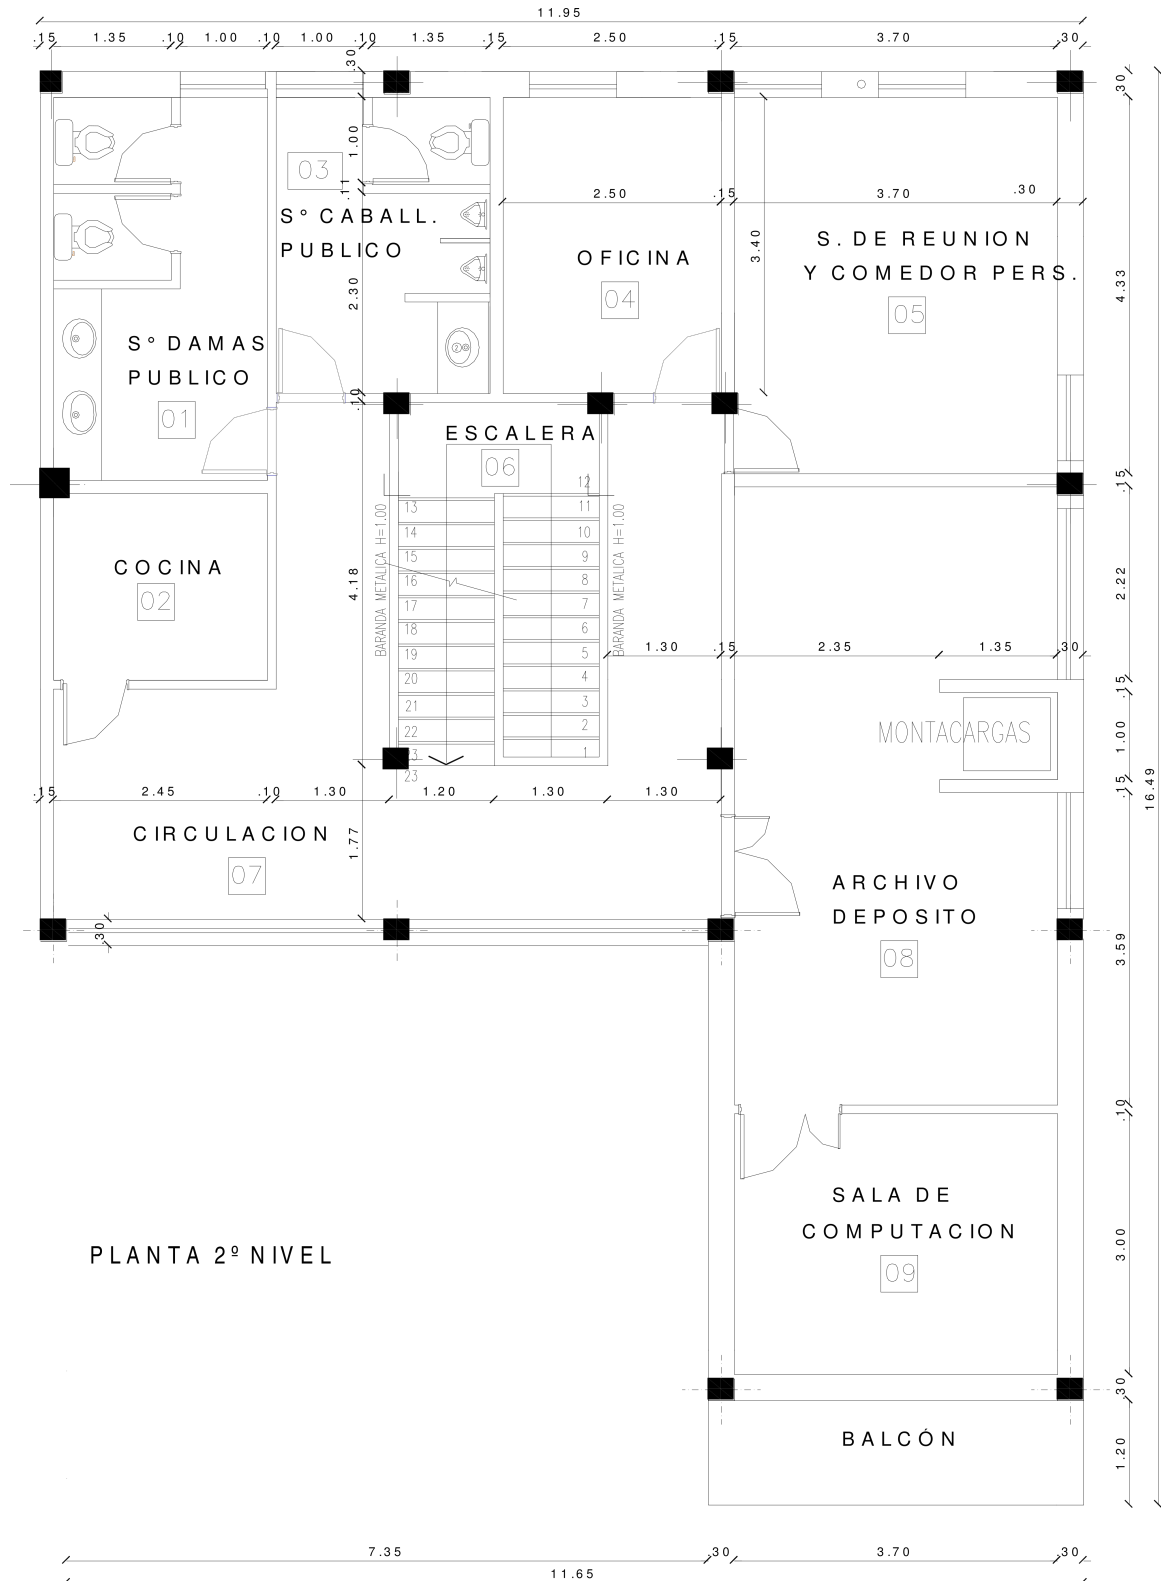 11.95
.15 1.35 .10 1.00 .10 1.00 .10 1.35 .15 2.50 .15 3.70 .30
.30
.30
1.00
03
.11
2.50 .15 3.70 .30
Sº CABALL.
PUBLICO
OFICINA
04
3.40
S. DE REUNION
Y COMEDOR PERS.
05
4.33
2.30
Sº DAMAS
PUBLICO
01
.10
ESCALERA
06
.15
12
13 11
14 10
15 9
16 8
17 7
18 6
19 5
20 4
21 3
22 2
23 1
23
BARANDA METALICA H=1.00
BARANDA METALICA H=1.00
COCINA
02
4.18
2.22
1.30 .15 2.35 1.35 .30
.15
MONTACARGAS
1.00
.15
16.49
.15 2.45 .10 1.30 1.20 1.30 1.30
CIRCULACION
07
1.77
.30
ARCHIVO
DEPOSITO
08
3.59
.10
SALA DE
COMPUTACION
09
3.00
PLANTA 2º NIVEL
.30
BALCÓN
1.20
7.35 .30 3.70 .30
11.65